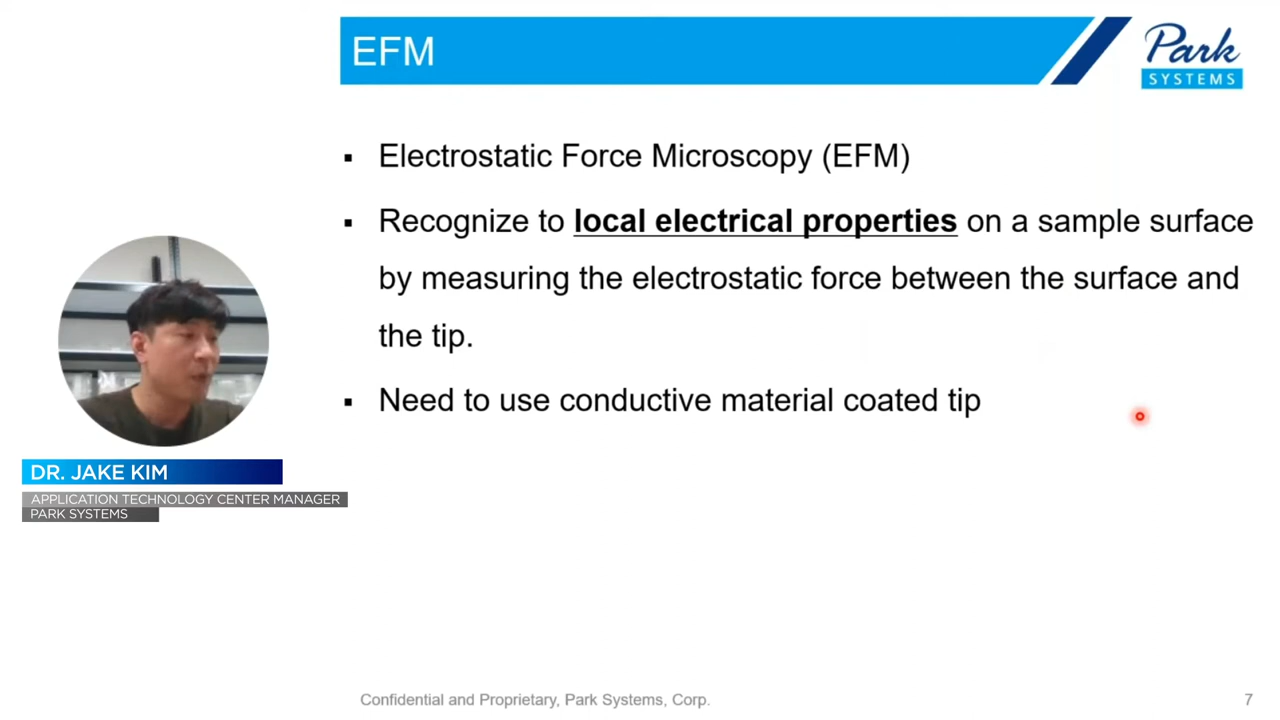 EFM
Park
SYSTEMS
▪ Electrostatic Force Microscopy (EFM)
▪ Recognize to local electrical properties on a sample surface
by measuring the electrostatic force between the surface and
the tip.
▪ Need to use conductive material coated tip
DR. JAKE KIM
APPLICATION TECHNOLOGY CENTER MANAGER
PARK SYSTEMS
Confidential and Proprietary, Park Systems, Corp.
7